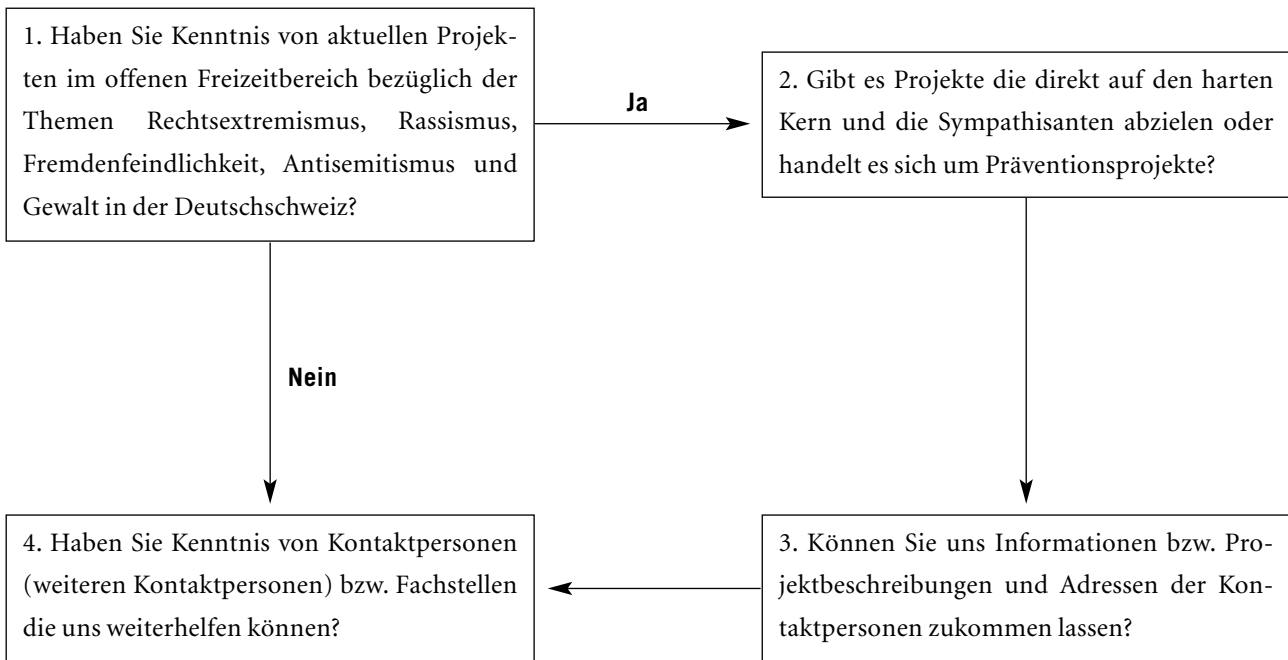 1. Haben Sie Kenntnis von aktuellen Projek-
ten im offenen Freizeitbereich bezüglich der
Themen Rechtsextremismus, Rassismus,
Fremdenfeindlichkeit, Antisemitismus und
Gewalt in der Deutschschweiz?
Ja
2. Gibt es Projekte die direkt auf den harten
Kern und die Sympathisanten abzielen oder
handelt es sich um Präventionsprojekte?
Nein
4. Haben Sie Kenntnis von Kontaktpersonen
(weiteren Kontaktpersonen) bzw. Fachstellen
die uns weiterhelfen können?
3. Können Sie uns Informationen bzw. Pro-
jektbeschreibungen und Adressen der Kon-
taktpersonen zukommen lassen?